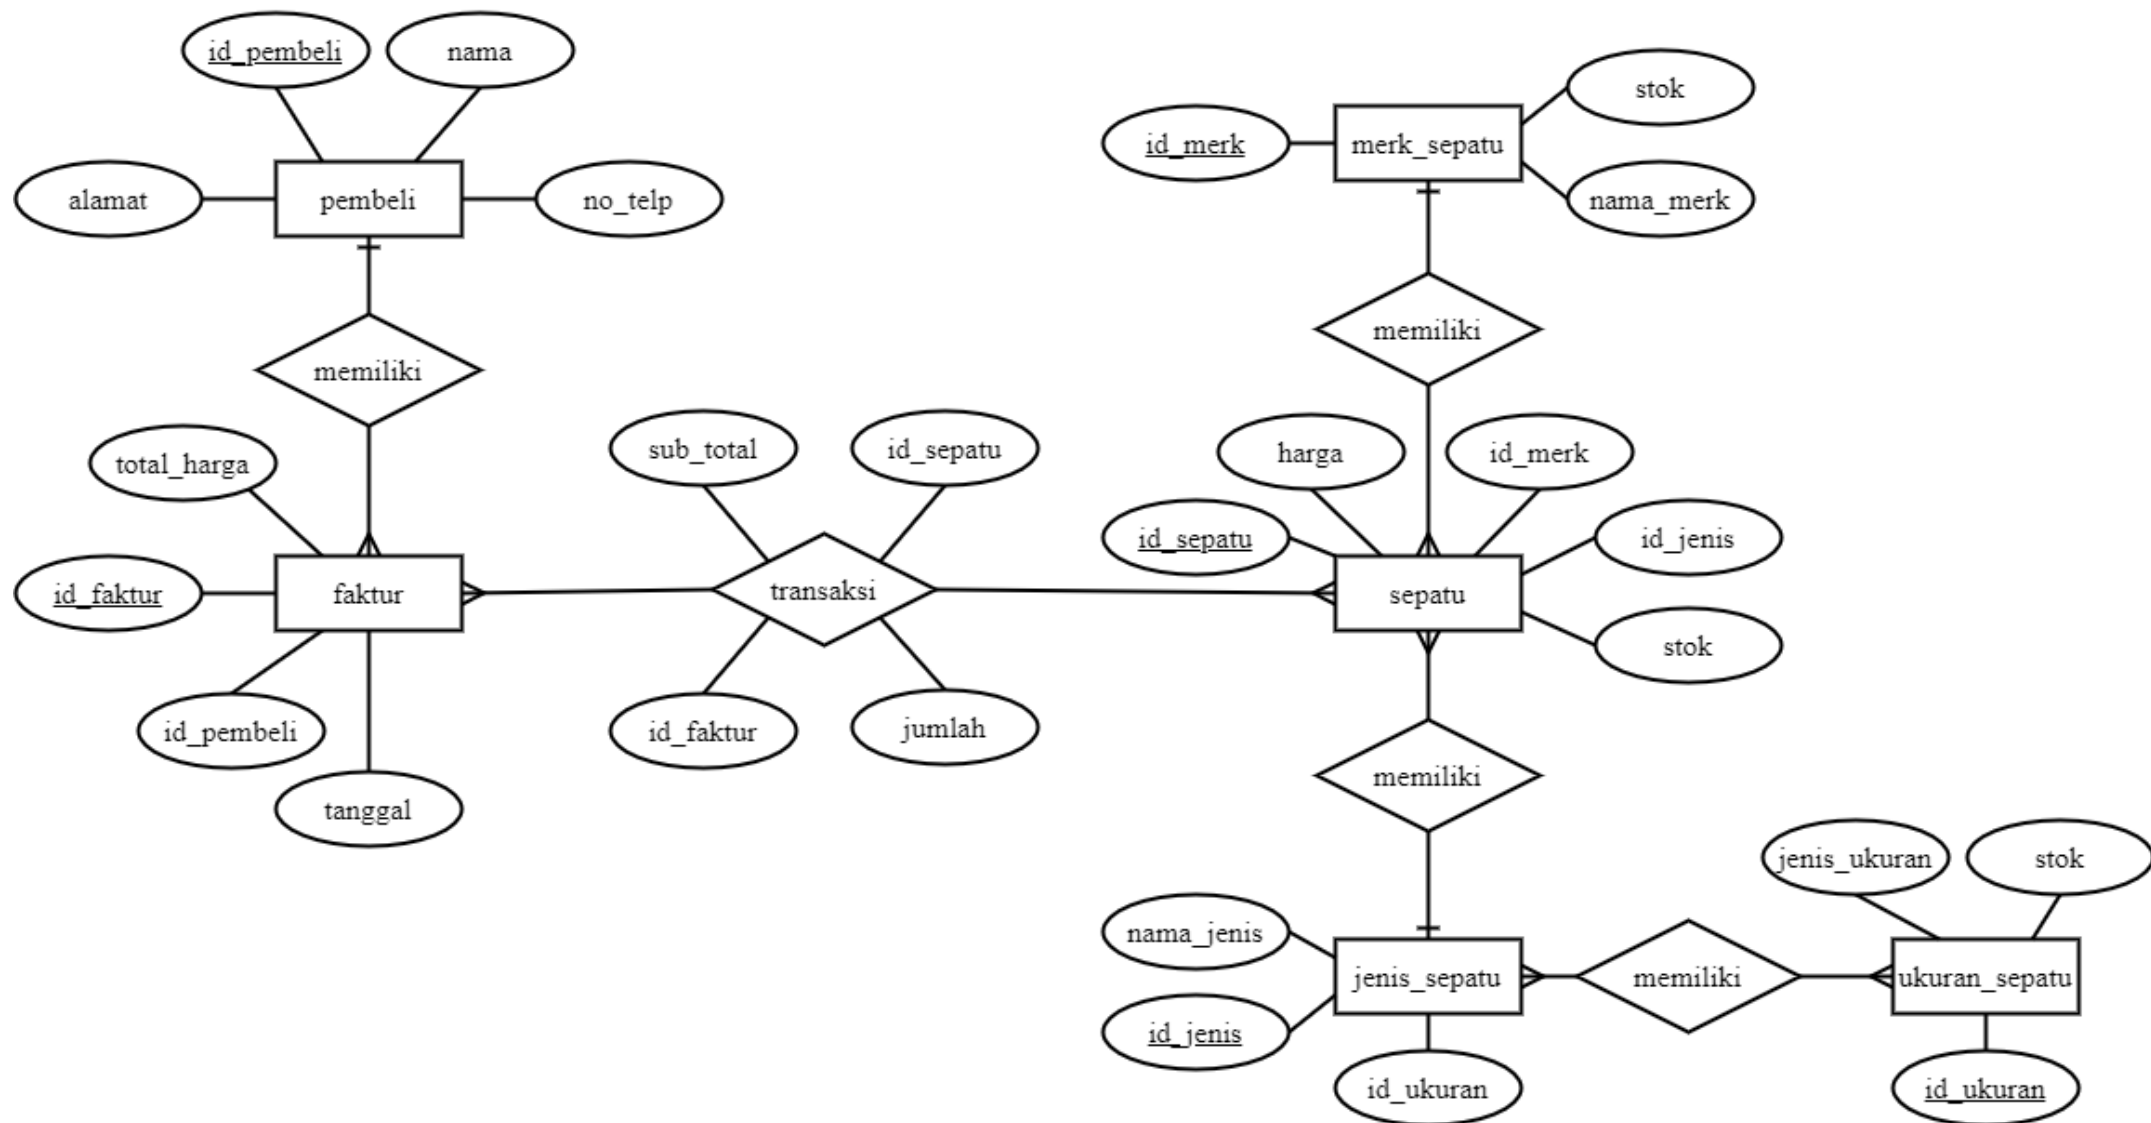 id_pembeli
nama
alamat
pembeli
no_telp
memiliki
total_harga
id_faktur
faktur
id_pembeli
tanggal
sub_total
id_sepatu
transaksi
id_faktur
jumlah
stok
id_merk
merk_sepatu
nama_merk
memiliki
harga
id_merk
id_sepatu
id_jenis
sepatu
stok
memiliki
nama_jenis
jenis_sepatu
id_jenis
id_ukuran
memiliki
jenis_ukuran
stok
ukuran_sepatu
id_ukuran